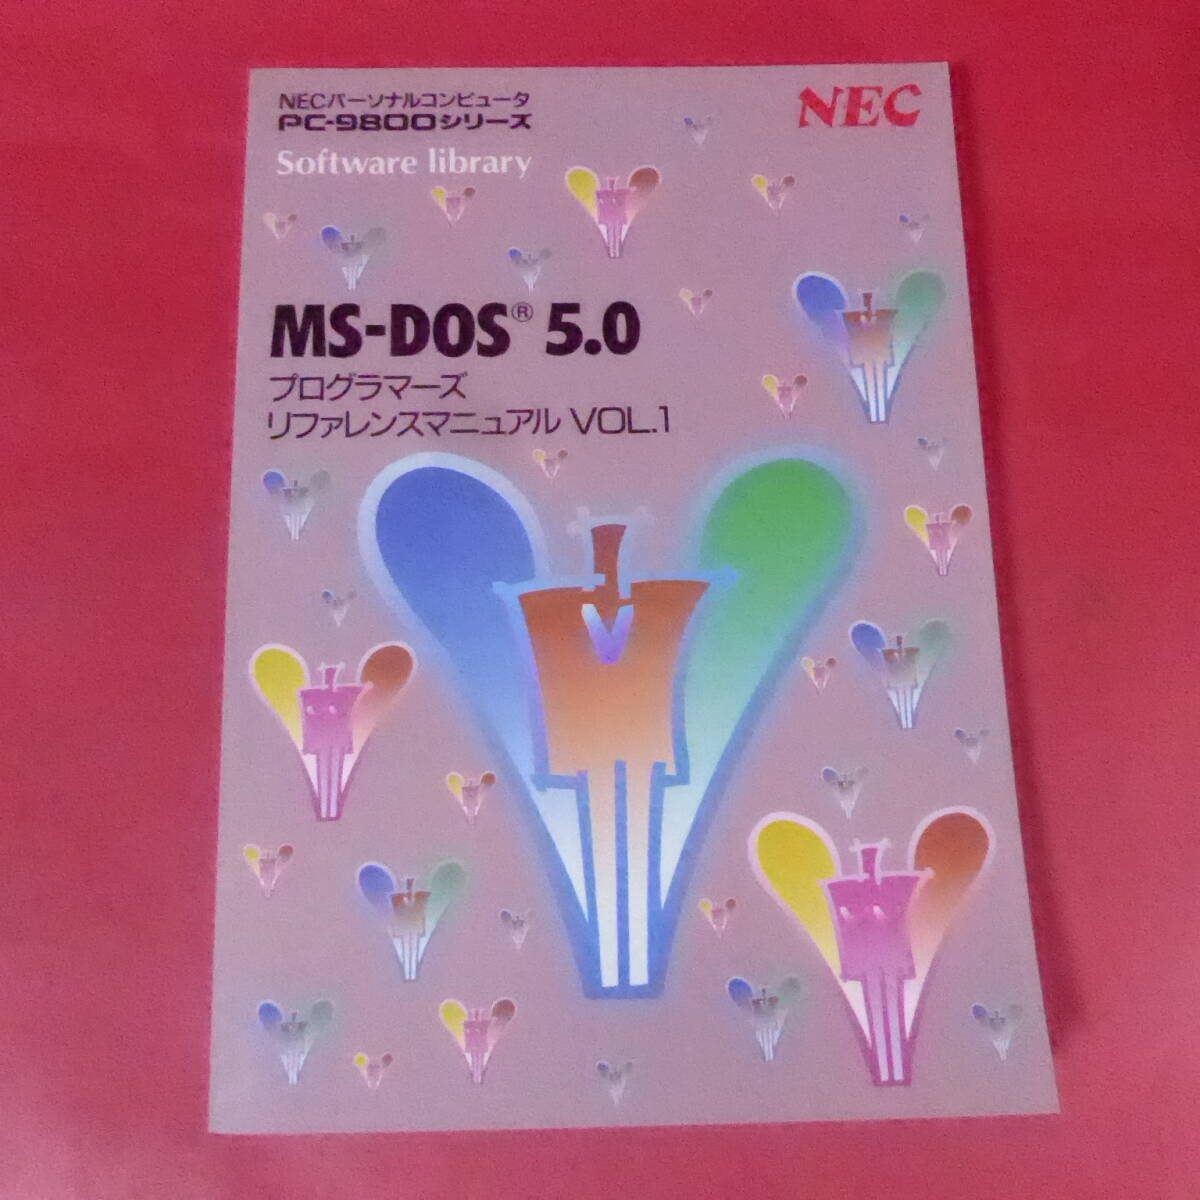 NECパーソナルコンピュータ
PC-9800シリーズ
Software library
NEC
MS-DOS® 5.0
プログラマーズ
リファレンスマニュアル VOL.1